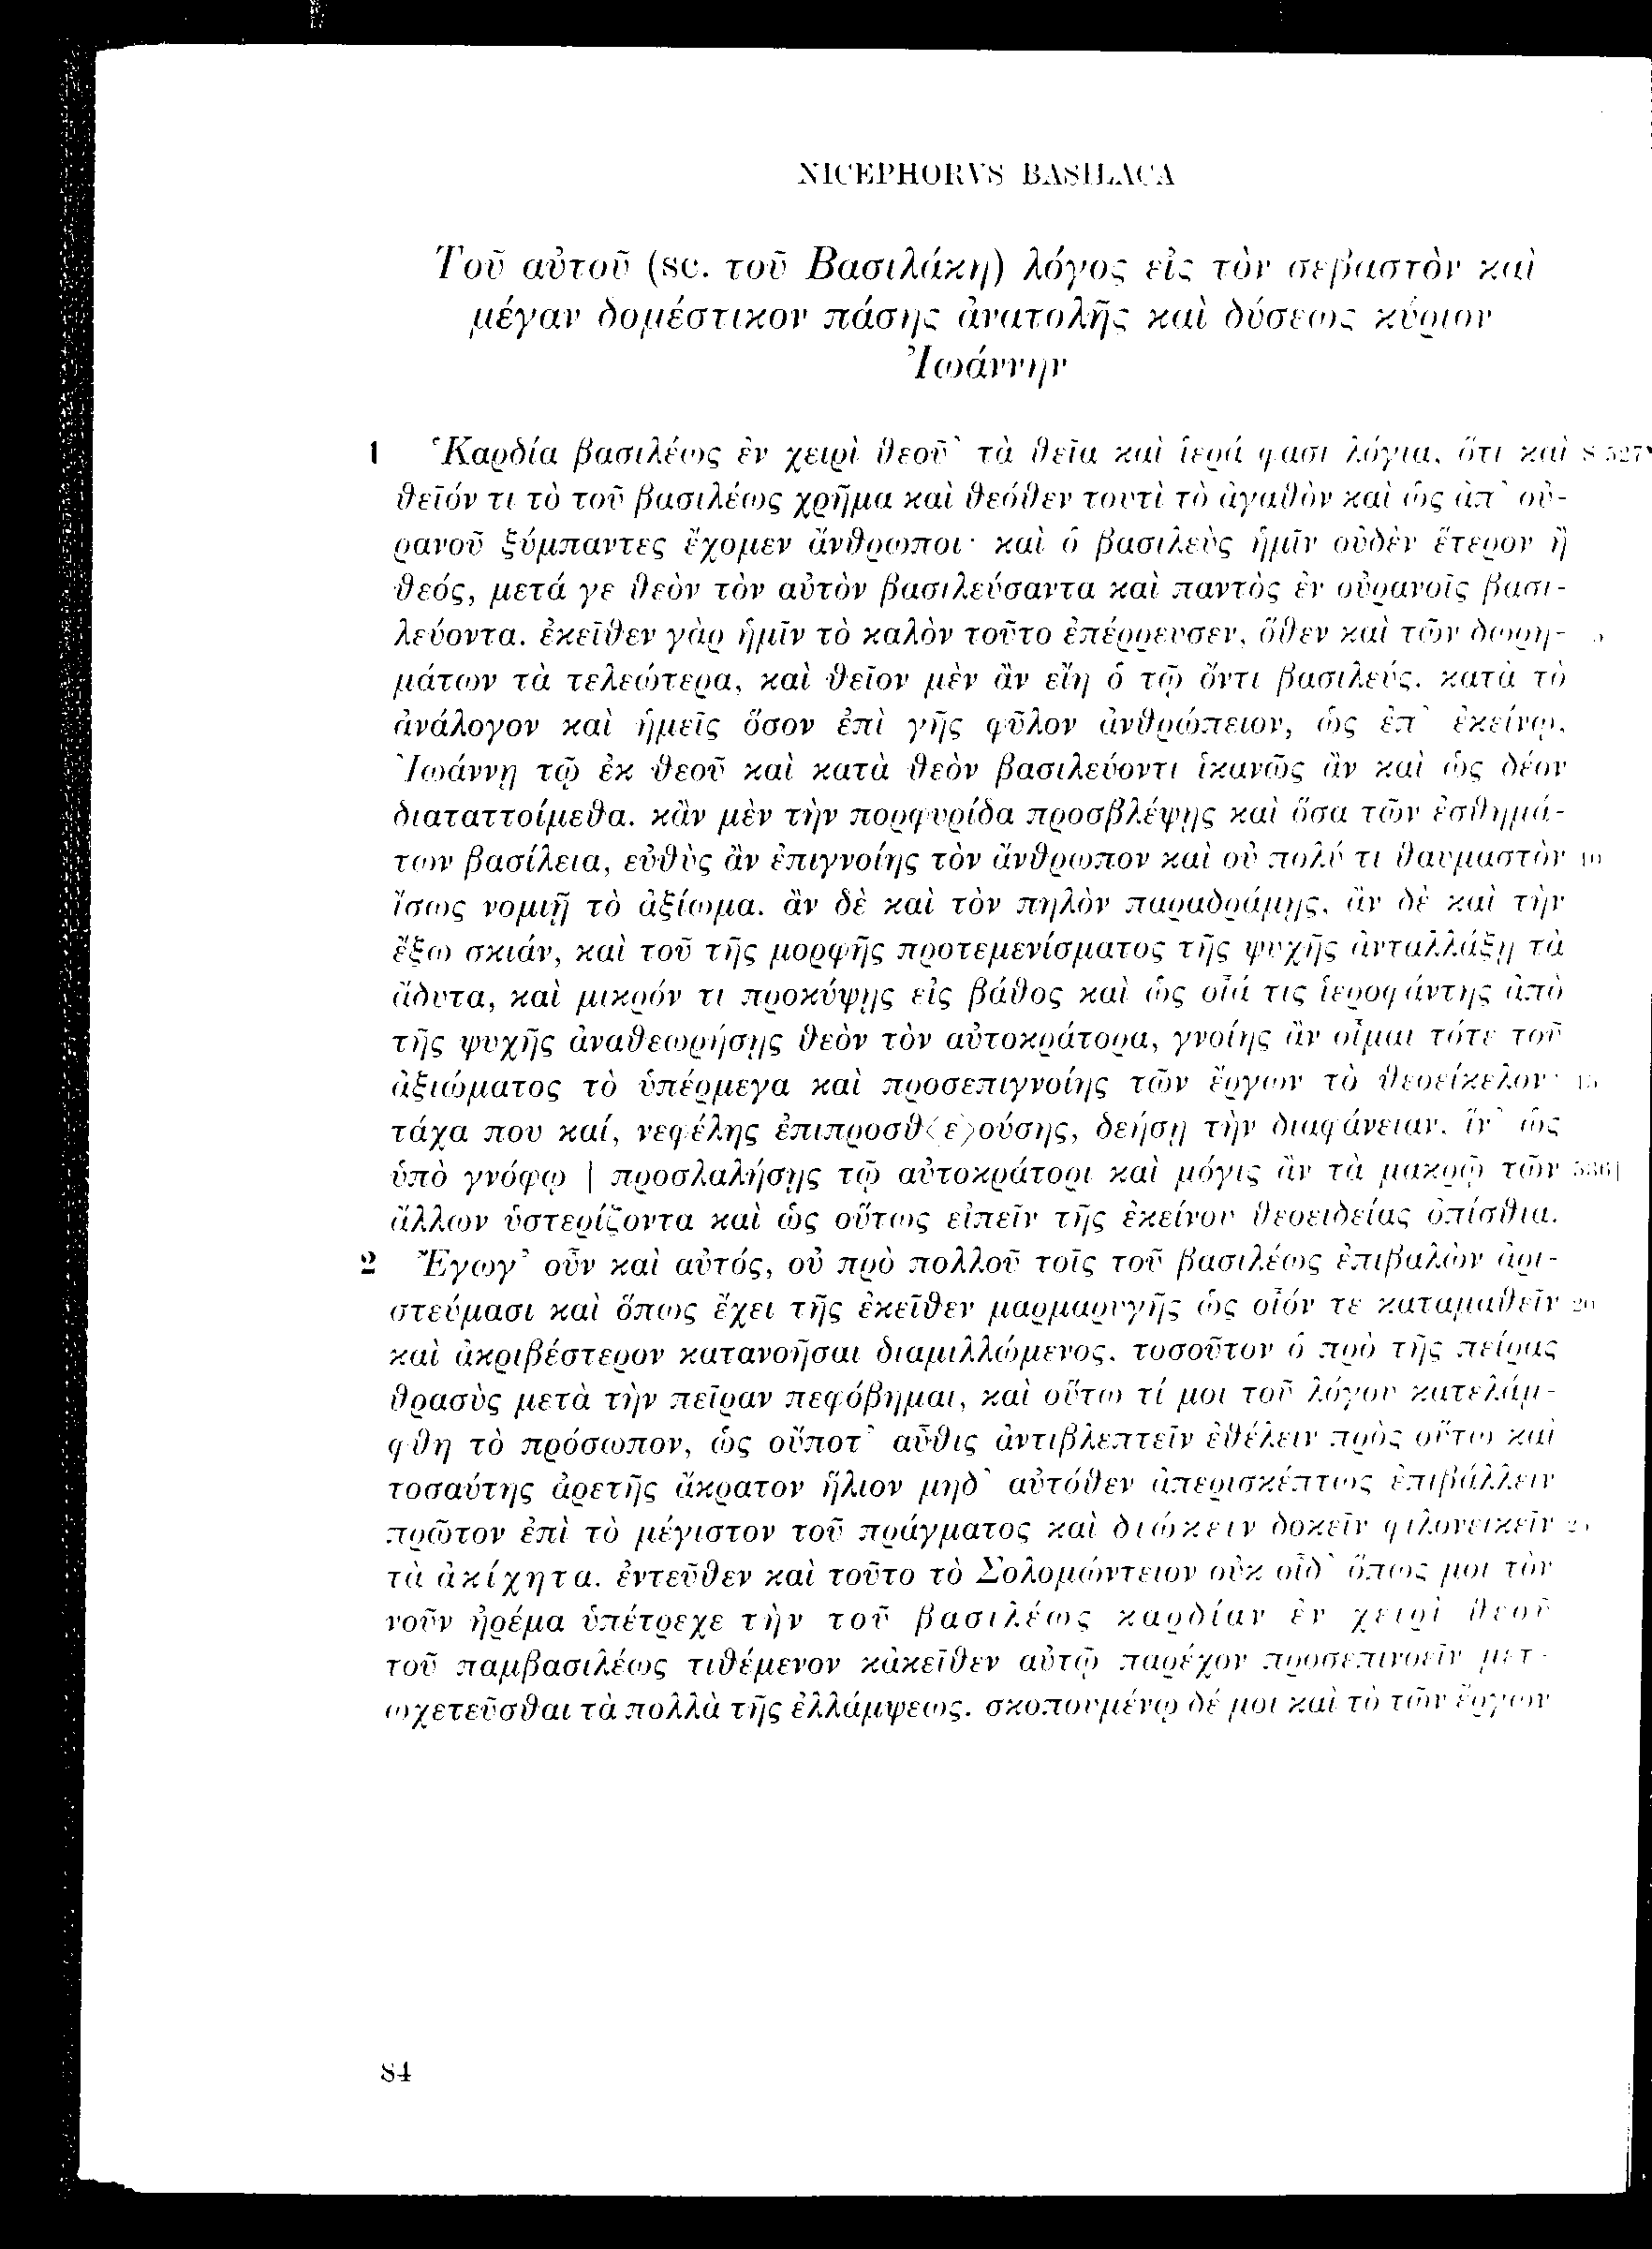 NICEPHORVS BASILACA
Τοῦ αὐτοῦ (sc. τοῦ Βασιλάκη) λόγος εἰς τὸν σεβαστὸν καὶ
μέγαν δομέστικον πάσης ἀνατολῆς καὶ δύσεως κύριον
Ἰωάννην
1 'Καρδία βασιλέως ἐν χειρὶ θεοῦ' τὰ θεῖα καὶ ἱερά φασι λόγια, ὅτι καὶ S 527ᵛ
θεῖόν τι τὸ τοῦ βασιλέως χρῆμα καὶ θεόθεν τουτὶ τὸ ἀγαθὸν καὶ ὡς ἀπ' οὐ-
ρανοῦ ξύμπαντες ἔχομεν ἄνθρωποι· καὶ ὁ βασιλεὺς ἡμῖν οὐδὲν ἕτερον ἢ
θεός, μετά γε θεὸν τὸν αὐτὸν βασιλεύσαντα καὶ παντὸς ἐν οὐρανοῖς βασι-
λεύοντα. ἐκεῖθεν γὰρ ἡμῖν τὸ καλὸν τοῦτο ἐπέρρευσεν, ὅθεν καὶ τῶν δωρη- 5
μάτων τὰ τελεώτερα, καὶ θεῖον μὲν ἂν εἴη ὁ τῷ ὄντι βασιλεύς. κατὰ τὸ
ἀνάλογον καὶ ἡμεῖς ὅσον ἐπὶ γῆς φῦλον ἀνθρώπειον, ὡς ἐπ' ἐκείνῳ,
Ἰωάννῃ τῷ ἐκ θεοῦ καὶ κατὰ θεὸν βασιλεύοντι ἱκανῶς ἂν καὶ ὡς δέον
διαταττοίμεθα. κἂν μὲν τὴν πορφυρίδα προσβλέψῃς καὶ ὅσα τῶν ἐσθημά-
των βασίλεια, εὐθὺς ἂν ἐπιγνοίης τὸν ἄνθρωπον καὶ οὐ πολύ τι θαυμαστὸν 10
ἴσως νομιῇ τὸ ἀξίωμα. ἂν δὲ καὶ τὸν πηλὸν παραδράμῃς, ἂν δὲ καὶ τὴν
ἔξω σκιάν, καὶ τοῦ τῆς μορφῆς προτεμενίσματος τῆς ψυχῆς ἀνταλλάξῃ τὰ
ἄδυτα, καὶ μικρόν τι προκύψῃς εἰς βάθος καὶ ὡς οἷά τις ἱεροφάντης ἀπὸ
τῆς ψυχῆς ἀναθεωρήσῃς θεὸν τὸν αὐτοκράτορα, γνοίης ἂν οἶμαι τότε τοῦ
ἀξιώματος τὸ ὑπέρμεγα καὶ προσεπιγνοίης τῶν ἔργων τὸ θεοείκελον· 15
τάχα που καί, νεφέλης ἐπιπροσθ⟨ε⟩ούσης, δεήσῃ τὴν διαφάνειαν, ἵν' ὡς
ὑπὸ γνόφῳ | προσλαλήσῃς τῷ αὐτοκράτορι καὶ μόγις ἂν τὰ μακρῷ τῶν 336|
ἄλλων ὑστερίζοντα καὶ ὡς οὕτως εἰπεῖν τῆς ἐκείνου θεοειδείας ὀπίσθια.
2 Ἔγωγ' οὖν καὶ αὐτός, οὐ πρὸ πολλοῦ τοῖς τοῦ βασιλέως ἐπιβαλὼν ἀρι-
στεύμασι καὶ ὅπως ἔχει τῆς ἐκεῖθεν μαρμαρυγῆς ὡς οἷόν τε καταμαθεῖν 20
καὶ ἀκριβέστερον κατανοῆσαι διαμιλλώμενος, τοσοῦτον ὁ πρὸ τῆς πείρας
θρασὺς μετὰ τὴν πεῖραν πεφόβημαι, καὶ οὕτω τί μοι τοῦ λόγου κατελάμ-
φθη τὸ πρόσωπον, ὡς οὔποτ' αὖθις ἀντιβλεπτεῖν ἐθέλειν πρὸς οὕτω καὶ
τοσαύτης ἀρετῆς ἄκρατον ἥλιον μηδ' αὐτόθεν ἀπερισκέπτως ἐπιβάλλειν
πρῶτον ἐπὶ τὸ μέγιστον τοῦ πράγματος καὶ διώκειν δοκεῖν φιλονεικεῖν 25
τὰ ἀκίχητα. ἐντεῦθεν καὶ τοῦτο τὸ Σολομώντειον οὐκ οἶδ' ὅπως μοι τὸν
νοῦν ἠρέμα ὑπέτρεχε τὴν τοῦ βασιλέως καρδίαν ἐν χειρὶ θεοῦ
τοῦ παμβασιλέως τιθέμενον κἀκεῖθεν αὐτῷ παρέχον προσεπινοεῖν μετ-
ωχετεῦσθαι τὰ πολλὰ τῆς ἐλλάμψεως. σκοπουμένῳ δέ μοι καὶ τὸ τῶν ἔργων
84